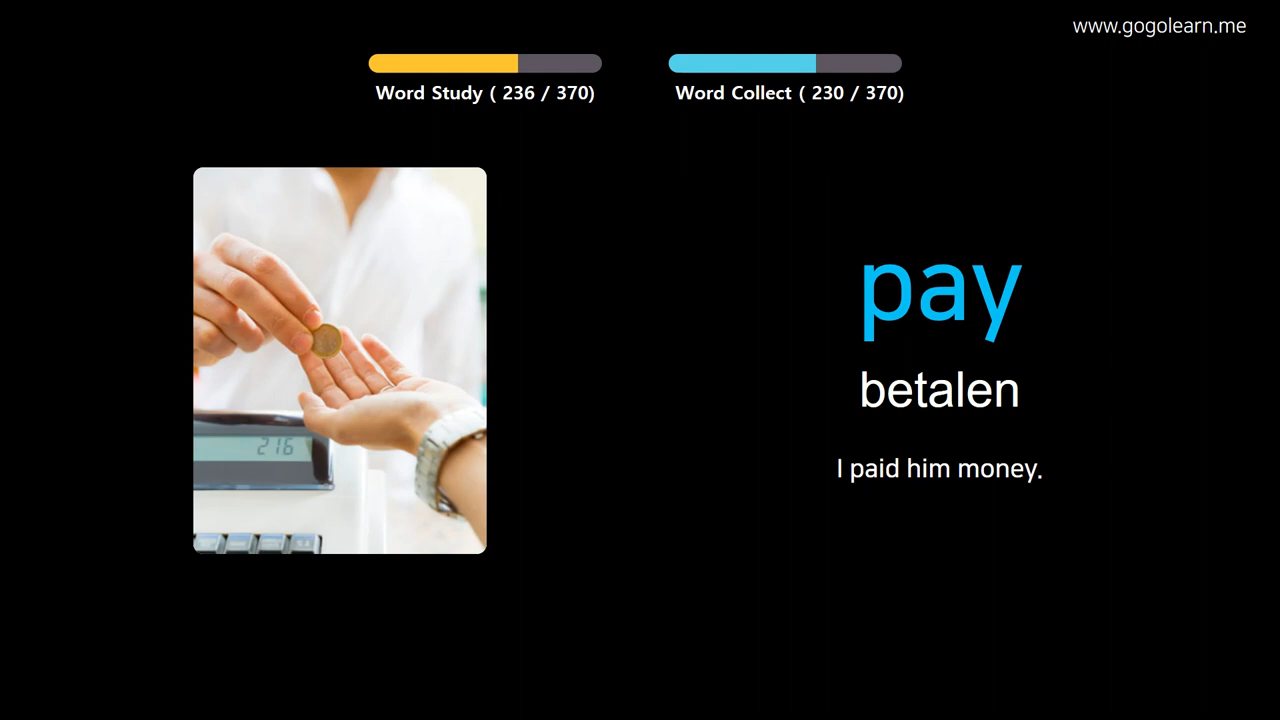 www.gogolearn.me
Word Study ( 236 / 370)
Word Collect ( 230 / 370)
pay
betalen
I paid him money.
216